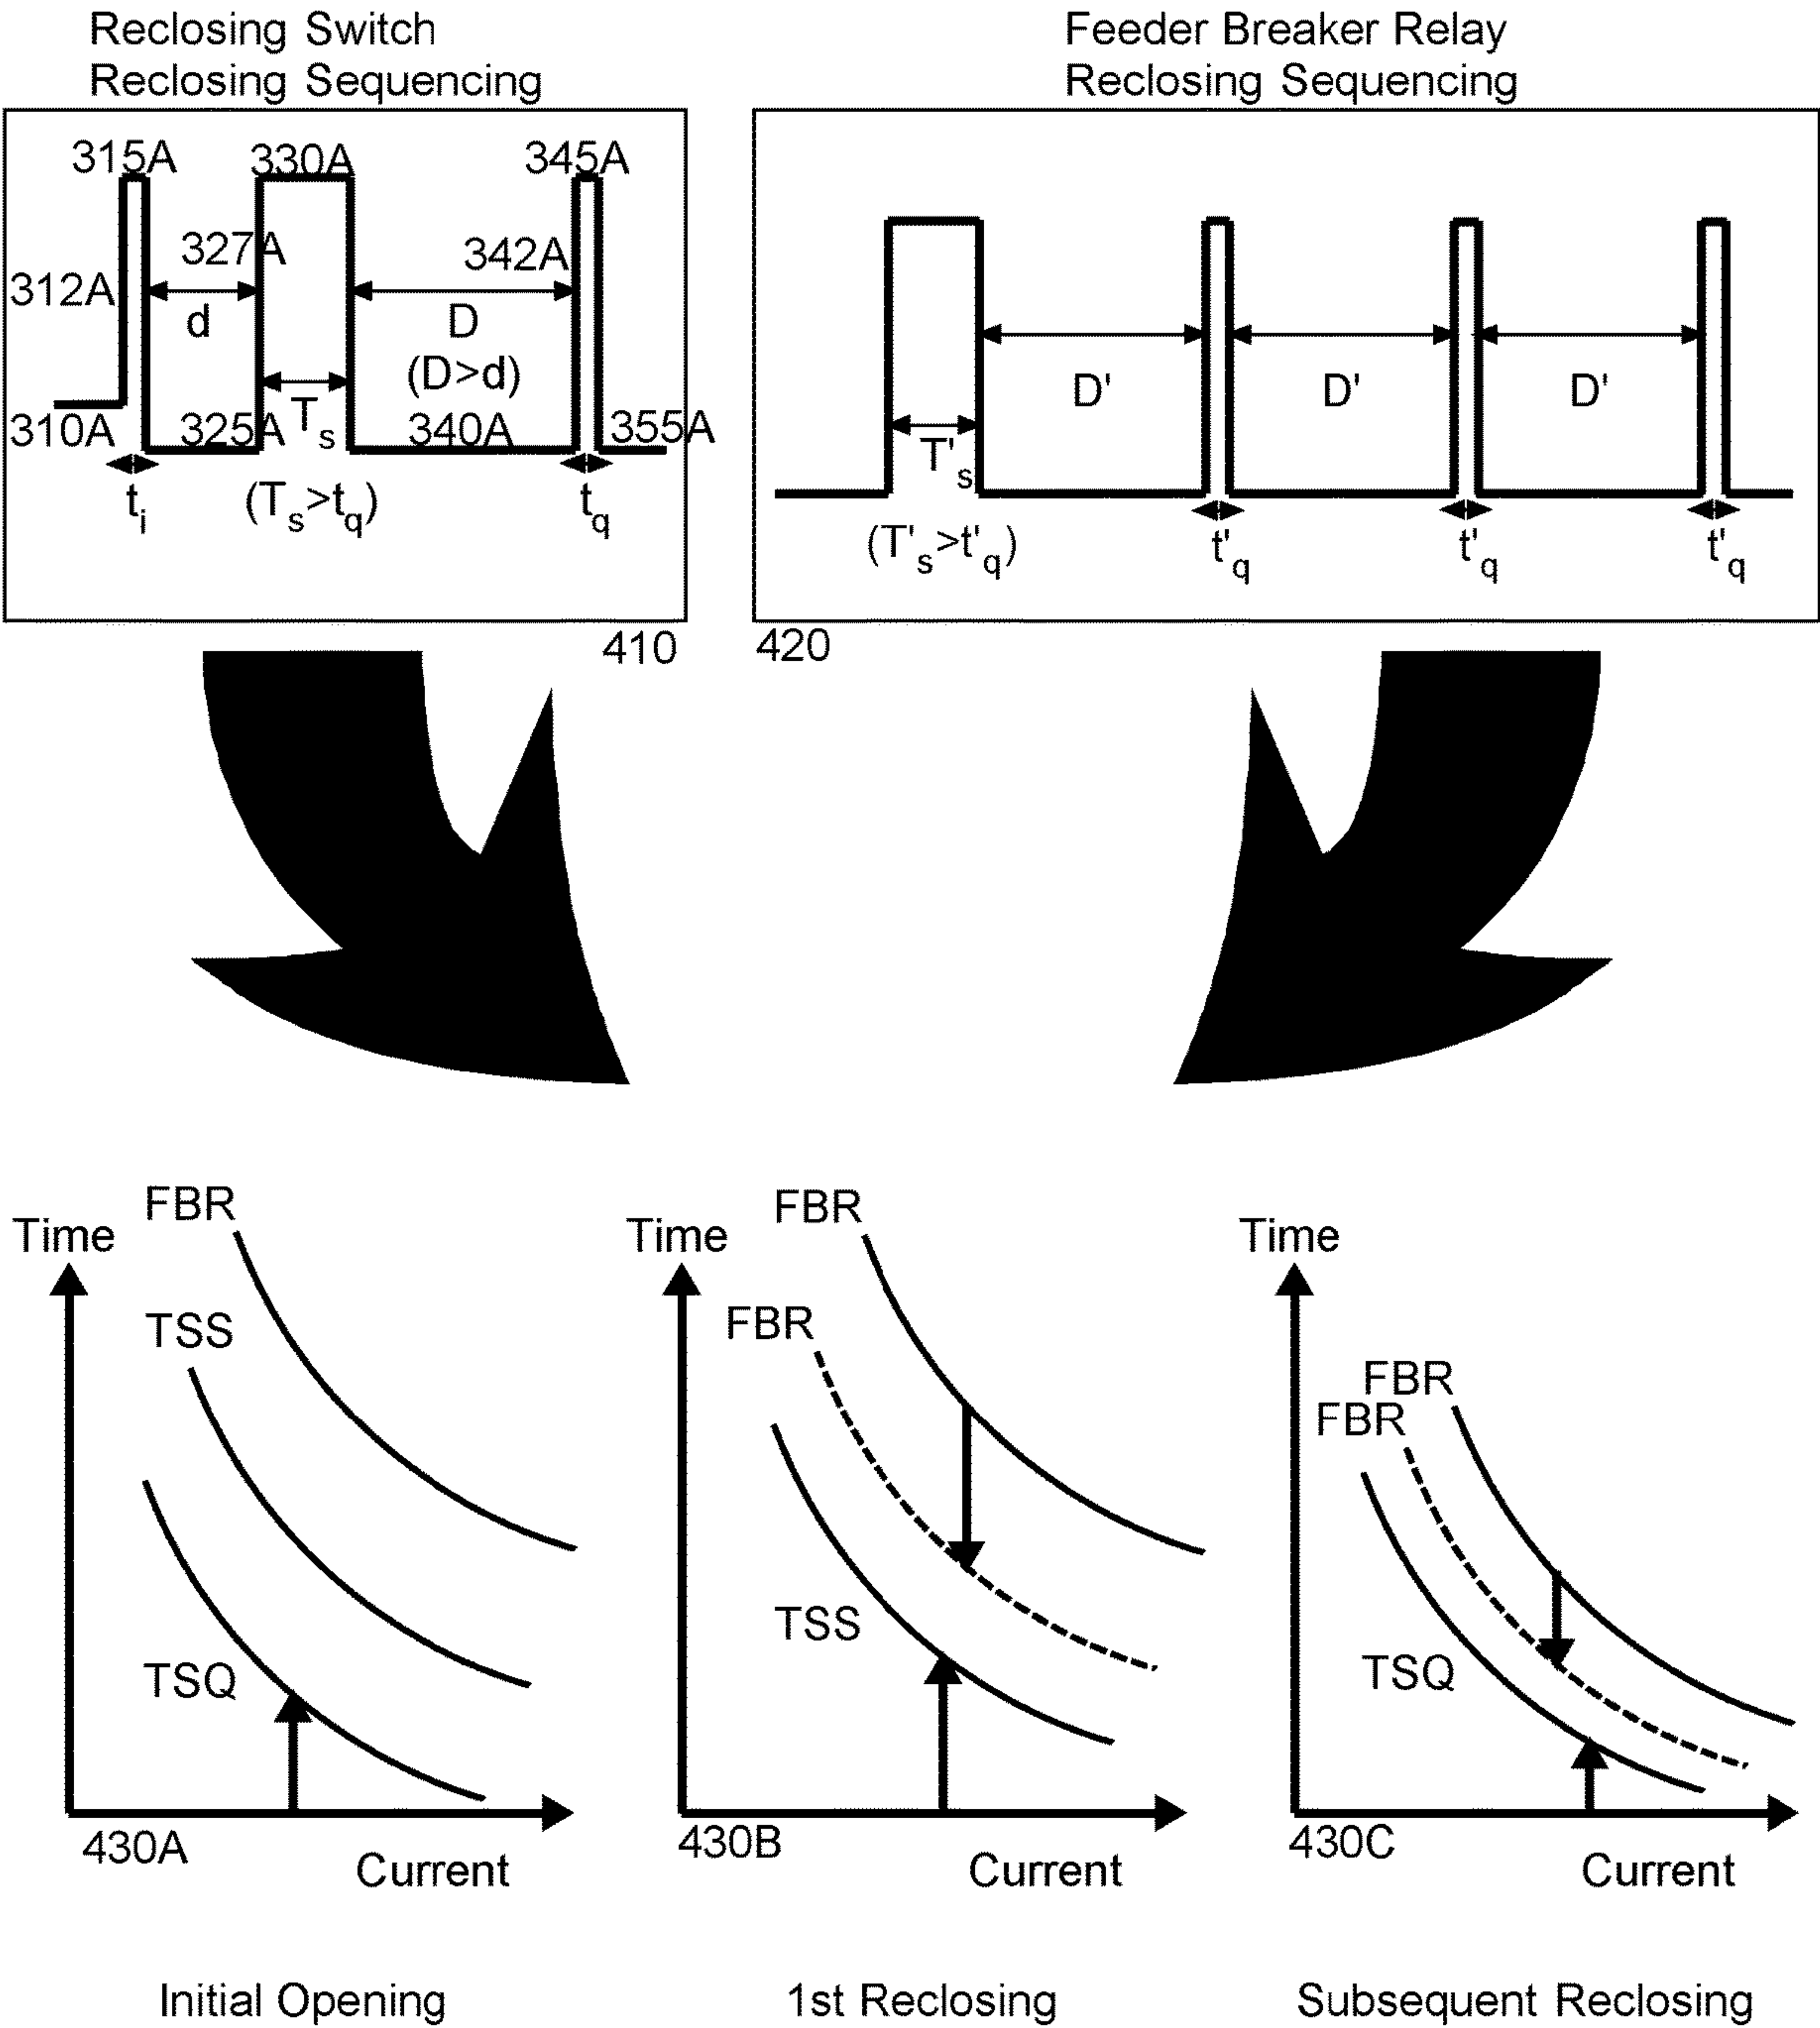 Reclosing Switch
Reclosing Sequencing
315A 330A 345A
327A 342A
312A
d D
(D>d)
310A 325A Ts 340A 355A
ti (Ts>tq) tq
410
Feeder Breaker Relay
Reclosing Sequencing
D' D' D'
T's
(T's>t'q) t'q t'q t'q
420
FBR
Time
TSS
TSQ
430A
Current
Initial Opening
FBR
Time
FBR
TSS
430B
Current
1st Reclosing
Time
FBR
FBR
TSQ
430C
Current
Subsequent Reclosing